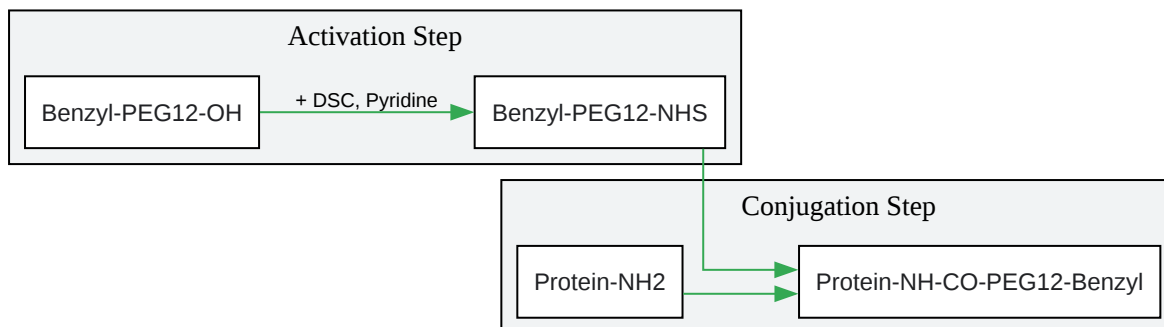 Activation Step
Benzyl-PEG12-OH
+ DSC, Pyridine
Benzyl-PEG12-NHS
Conjugation Step
Protein-NH2
Protein-NH-CO-PEG12-Benzyl